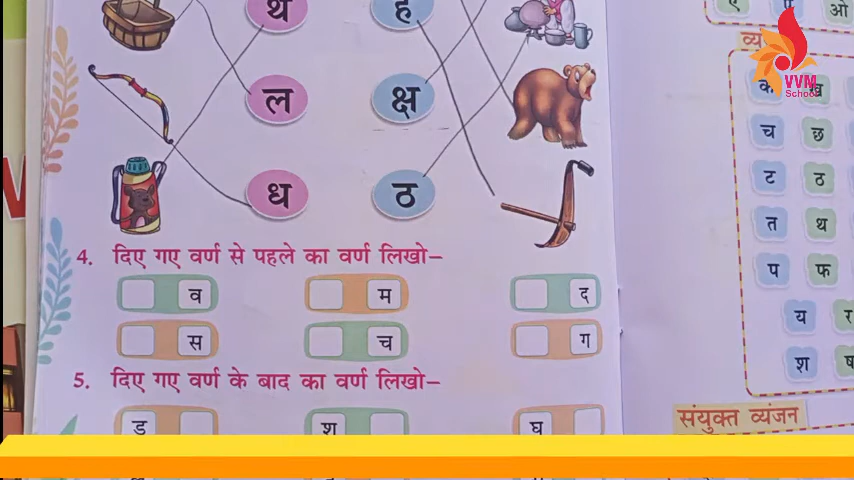 थ ह
ल क्ष
ध ठ
4. दिए गए वर्ण से पहले का वर्ण लिखो–
व म द
स च ग
5. दिए गए वर्ण के बाद का वर्ण लिखो–
ड श घ
ए ऐ ओ
क ख
च छ
ट ठ
त थ
प फ
य र
श ष
संयुक्त व्यंजन
VVM
School